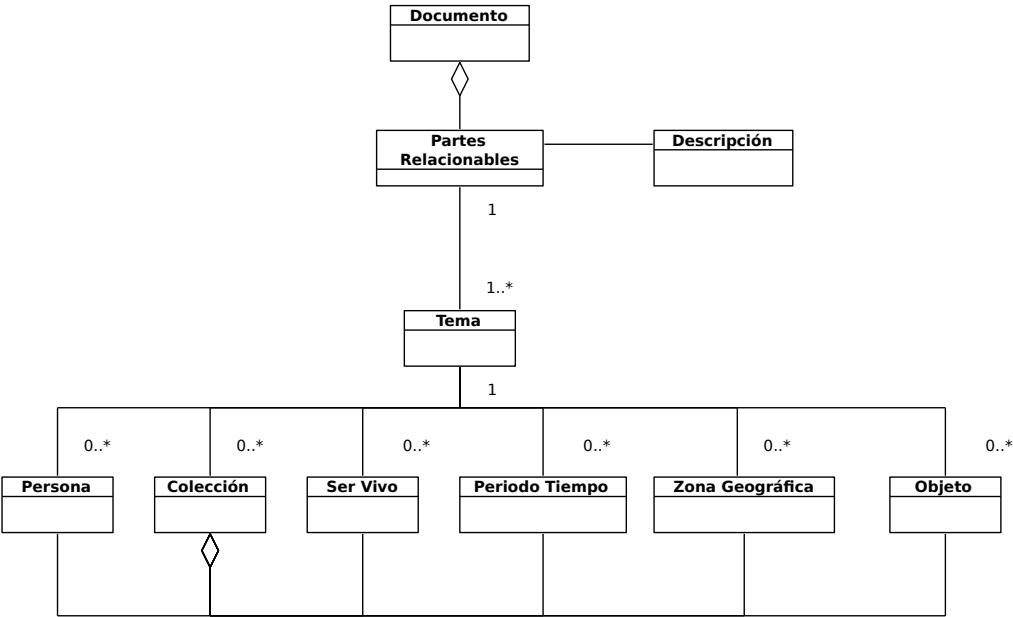 Documento
Partes
Relacionables
Descripción
1
1..*
Tema
1
0..*
0..*
0..*
0..*
0..*
0..*
Persona
Colección
Ser Vivo
Periodo Tiempo
Zona Geográfica
Objeto